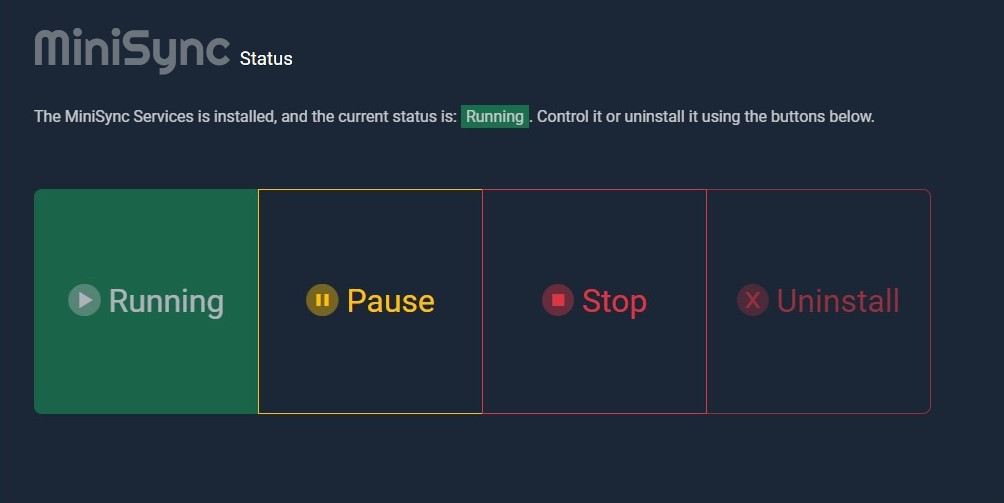 MiniSync Status
The MiniSync Services is installed, and the current status is: Running. Control it or uninstall it using the buttons below.
Running Pause Stop X Uninstall